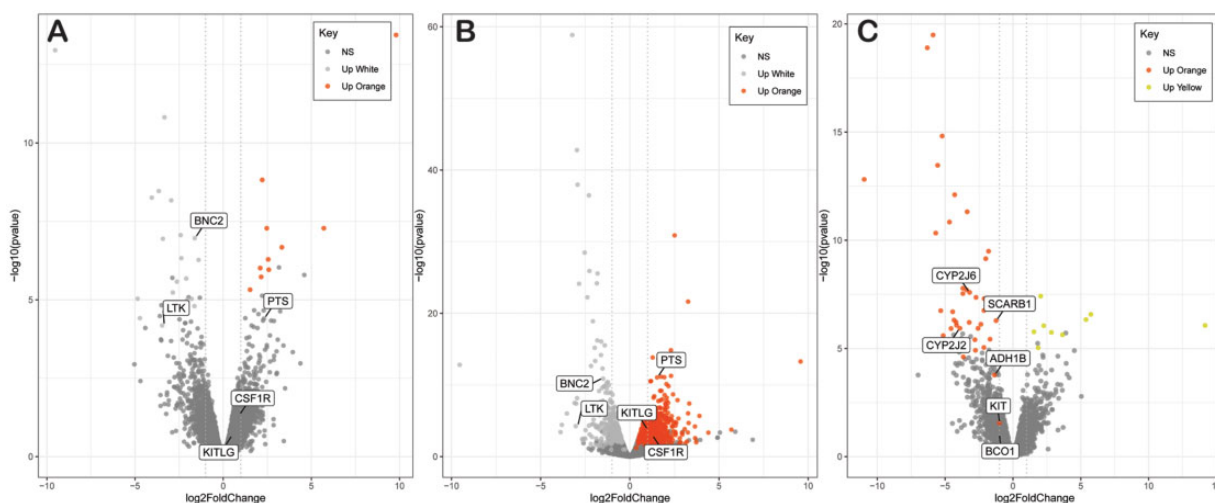 A
Key
NS
Up White
Up Orange
BNC2
LTK
PTS
CSF1R
KITLG
10
5
0
−10
−5
0
5
10
−log10(pvalue)
log2FoldChange
B
Key
NS
Up White
Up Orange
PTS
BNC2
LTK
KITLG
CSF1R
60
40
20
0
−10
−5
0
5
10
−log10(pvalue)
log2FoldChange
C
Key
NS
Up Orange
Up Yellow
CYP2J6
SCARB1
CYP2J2
ADH1B
KIT
BCO1
20
15
10
5
0
−10
−5
0
5
10
−log10(pvalue)
log2FoldChange